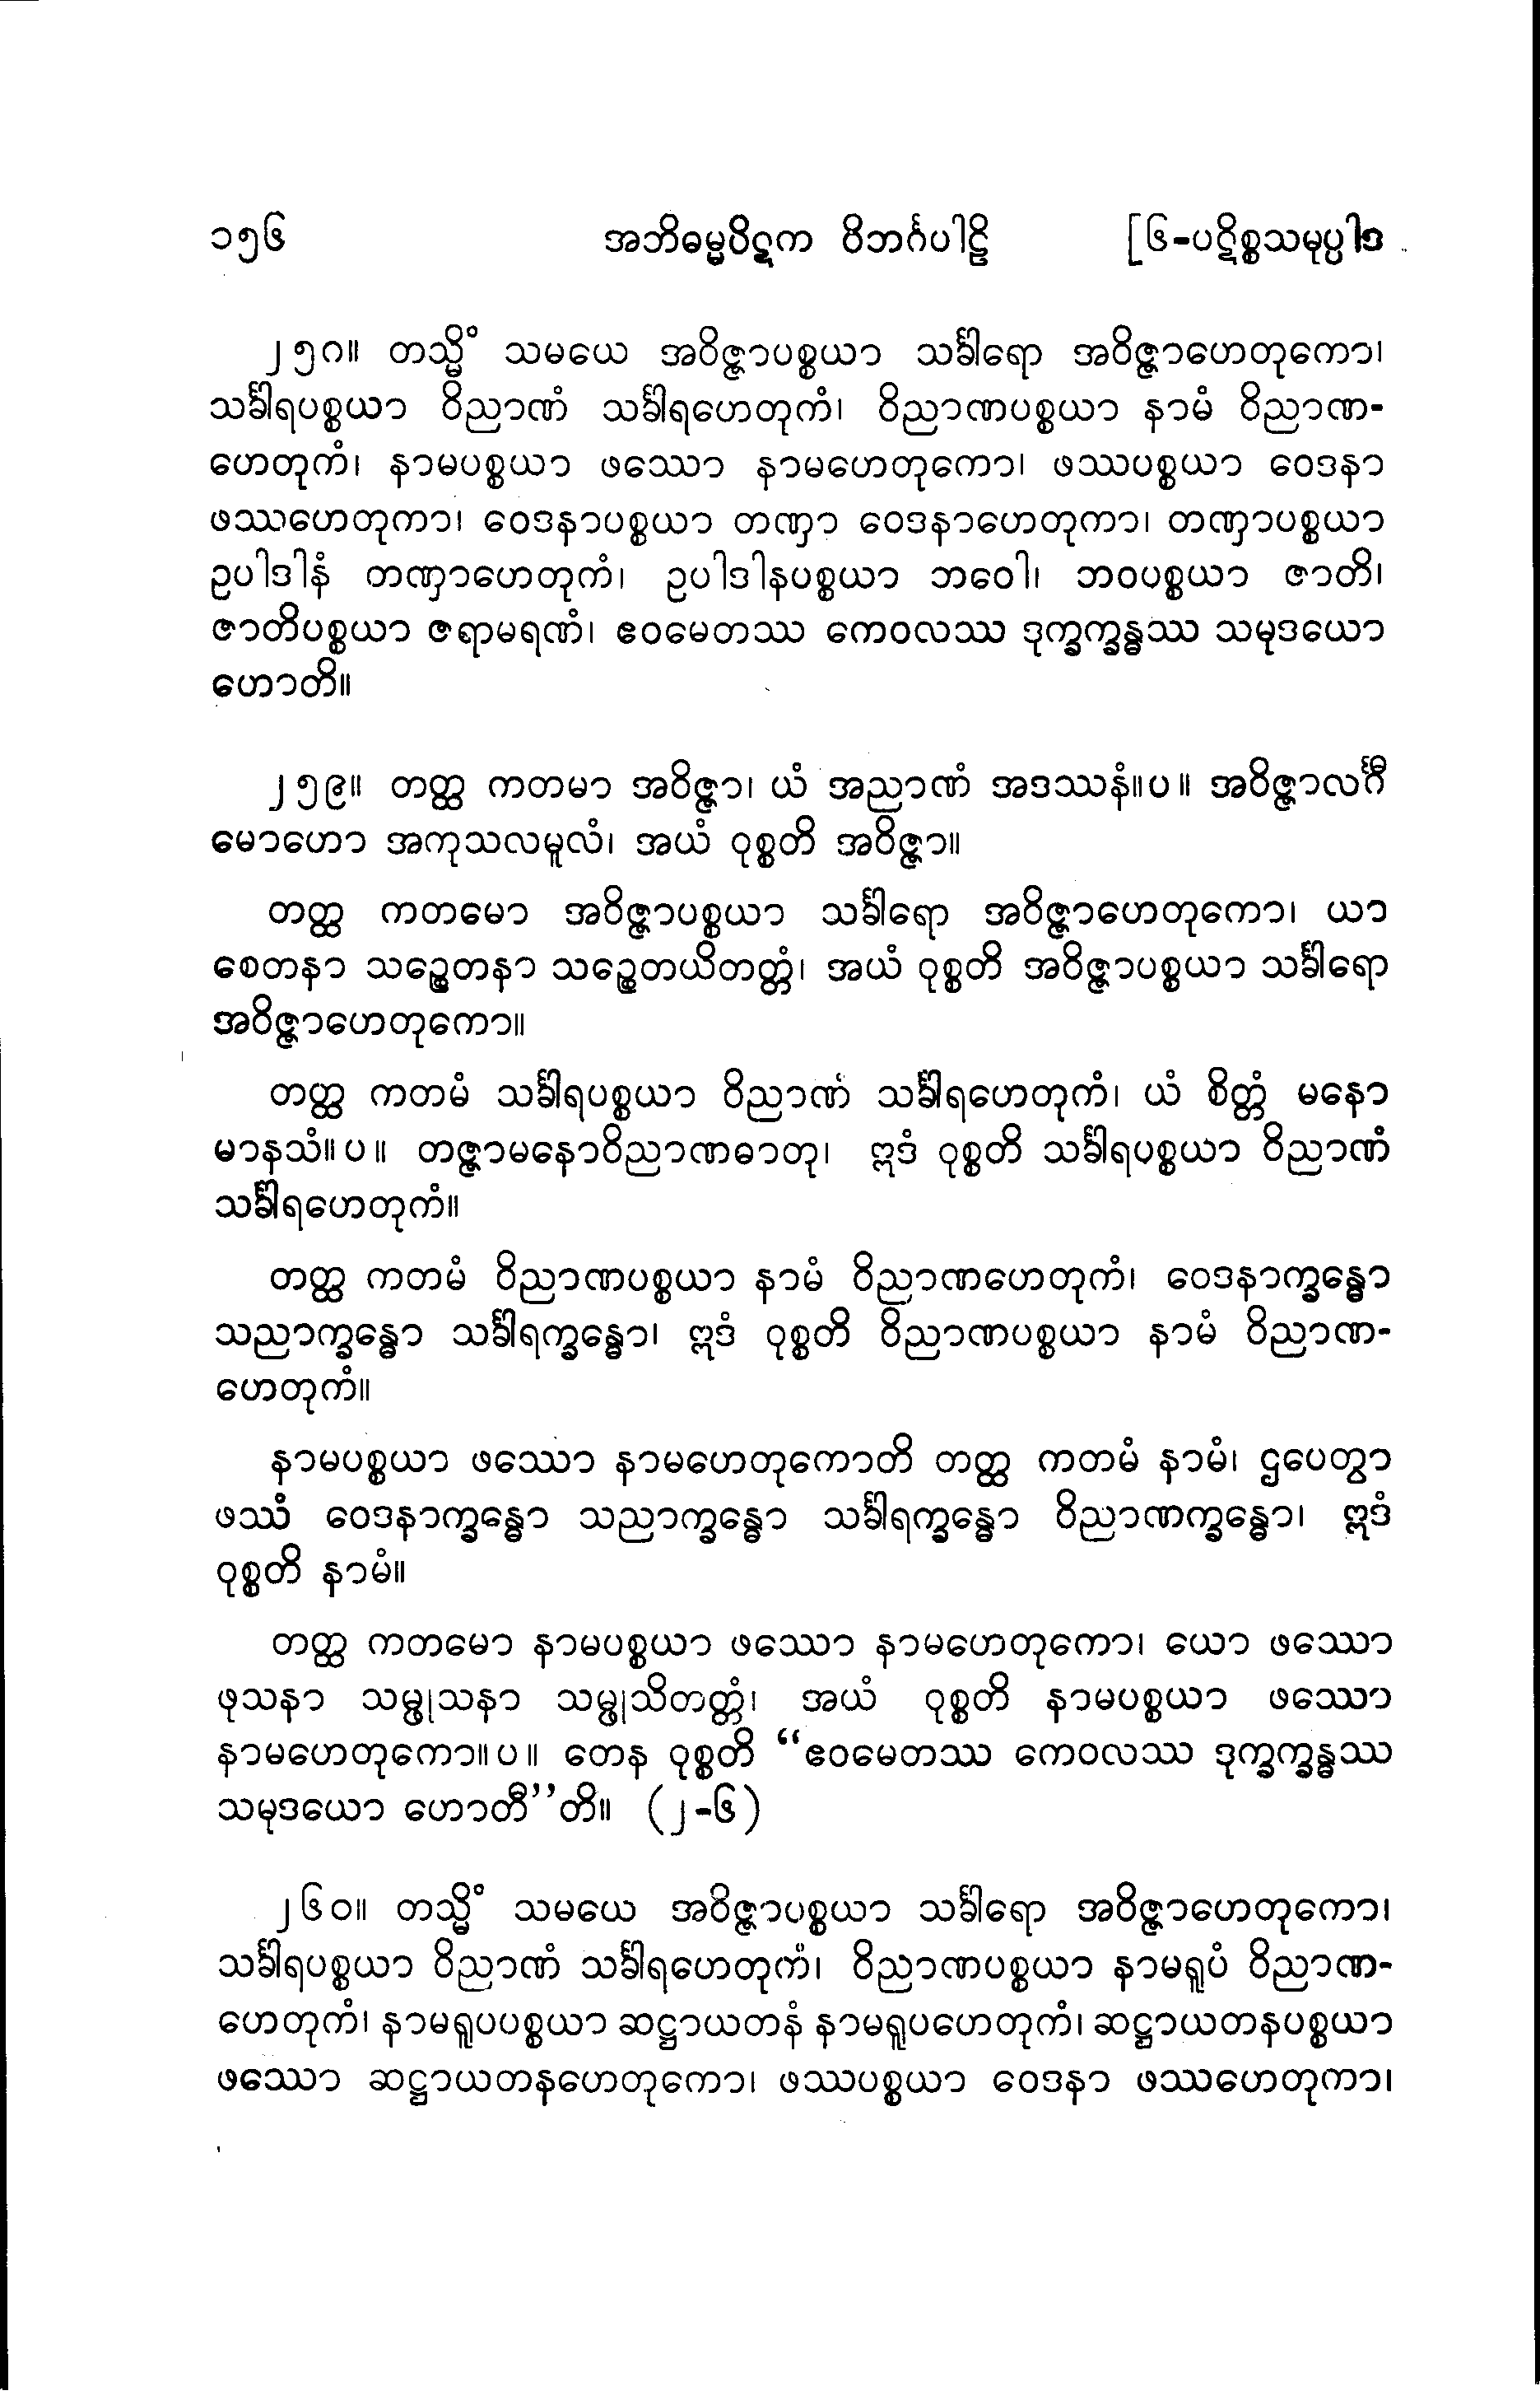 ၁၅၆ အဘိဓမ္မပိဋက ဝိဘင်္ဂပါဠိ [၆-ပဋိစ္စသမုပ္ပါဒ
၂၅၈။ တသ္မိံ သမယေ အဝိဇ္ဇာပစ္စယာ သင်္ခါရော အဝိဇ္ဇာဟေတုကော၊
သင်္ခါရပစ္စယာ ဝိညာဏံ သင်္ခါရဟေတုကံ၊ ဝိညာဏပစ္စယာ နာမံ ဝိညာဏ-
ဟေတုကံ၊ နာမပစ္စယာ ဖဿော နာမဟေတုကော၊ ဖဿပစ္စယာ ဝေဒနာ
ဖဿဟေတုကာ၊ ဝေဒနာပစ္စယာ တဏှာ ဝေဒနာဟေတုကာ၊ တဏှာပစ္စယာ
ဥပါဒါနံ တဏှာဟေတုကံ၊ ဥပါဒါနပစ္စယာ ဘဝေါ၊ ဘဝပစ္စယာ ဇာတိ၊
ဇာတိပစ္စယာ ဇရာမရဏံ၊ ဧဝမေတဿ ကေဝလဿ ဒုက္ခက္ခန္ဓဿ သမုဒယော
ဟောတိ။
၂၅၉။ တတ္ထ ကတမာ အဝိဇ္ဇာ၊ ယံ အညာဏံ အဒဿနံ။ပ။ အဝိဇ္ဇာလင်္ဂီ
မောဟော အကုသလမူလံ၊ အယံ ဝုစ္စတိ အဝိဇ္ဇာ။
တတ္ထ ကတမော အဝိဇ္ဇာပစ္စယာ သင်္ခါရော အဝိဇ္ဇာဟေတုကော၊ ယာ
စေတနာ သဉ္စေတနာ သဉ္စေတယိတတ္တံ၊ အယံ ဝုစ္စတိ အဝိဇ္ဇာပစ္စယာ သင်္ခါရော
အဝိဇ္ဇာဟေတုကော။
တတ္ထ ကတမံ သင်္ခါရပစ္စယာ ဝိညာဏံ သင်္ခါရဟေတုကံ၊ ယံ စိတ္တံ မနော
မာနသံ။ပ။ တဇ္ဇာမနောဝိညာဏဓာတု၊ ဣဒံ ဝုစ္စတိ သင်္ခါရပစ္စယာ ဝိညာဏံ
သင်္ခါရဟေတုကံ။
တတ္ထ ကတမံ ဝိညာဏပစ္စယာ နာမံ ဝိညာဏဟေတုကံ၊ ဝေဒနာက္ခန္ဓော
သညာက္ခန္ဓော သင်္ခါရက္ခန္ဓော၊ ဣဒံ ဝုစ္စတိ ဝိညာဏပစ္စယာ နာမံ ဝိညာဏ-
ဟေတုကံ။
နာမပစ္စယာ ဖဿော နာမဟေတုကောတိ တတ္ထ ကတမံ နာမံ၊ ဌပေတွာ
ဖဿံ ဝေဒနာက္ခန္ဓော သညာက္ခန္ဓော သင်္ခါရက္ခန္ဓော ဝိညာဏက္ခန္ဓော၊ ဣဒံ
ဝုစ္စတိ နာမံ။
တတ္ထ ကတမော နာမပစ္စယာ ဖဿော နာမဟေတုကော၊ ယော ဖဿော
ဖုသနာ သမ္ဖုသနာ သမ္ဖုသိတတ္တံ၊ အယံ ဝုစ္စတိ နာမပစ္စယာ ဖဿော
နာမဟေတုကော။ပ။ တေန ဝုစ္စတိ “ဧဝမေတဿ ကေဝလဿ ဒုက္ခက္ခန္ဓဿ
သမုဒယော ဟောတီ”တိ။ (၂-၆)
၂၆၀။ တသ္မိံ သမယေ အဝိဇ္ဇာပစ္စယာ သင်္ခါရော အဝိဇ္ဇာဟေတုကော၊
သင်္ခါရပစ္စယာ ဝိညာဏံ သင်္ခါရဟေတုကံ၊ ဝိညာဏပစ္စယာ နာမရူပံ ဝိညာဏ-
ဟေတုကံ၊ နာမရူပပစ္စယာ ဆဋ္ဌာယတနံ နာမရူပဟေတုကံ၊ ဆဋ္ဌာယတနပစ္စယာ
ဖဿော ဆဋ္ဌာယတနဟေတုကော၊ ဖဿပစ္စယာ ဝေဒနာ ဖဿဟေတုကာ၊